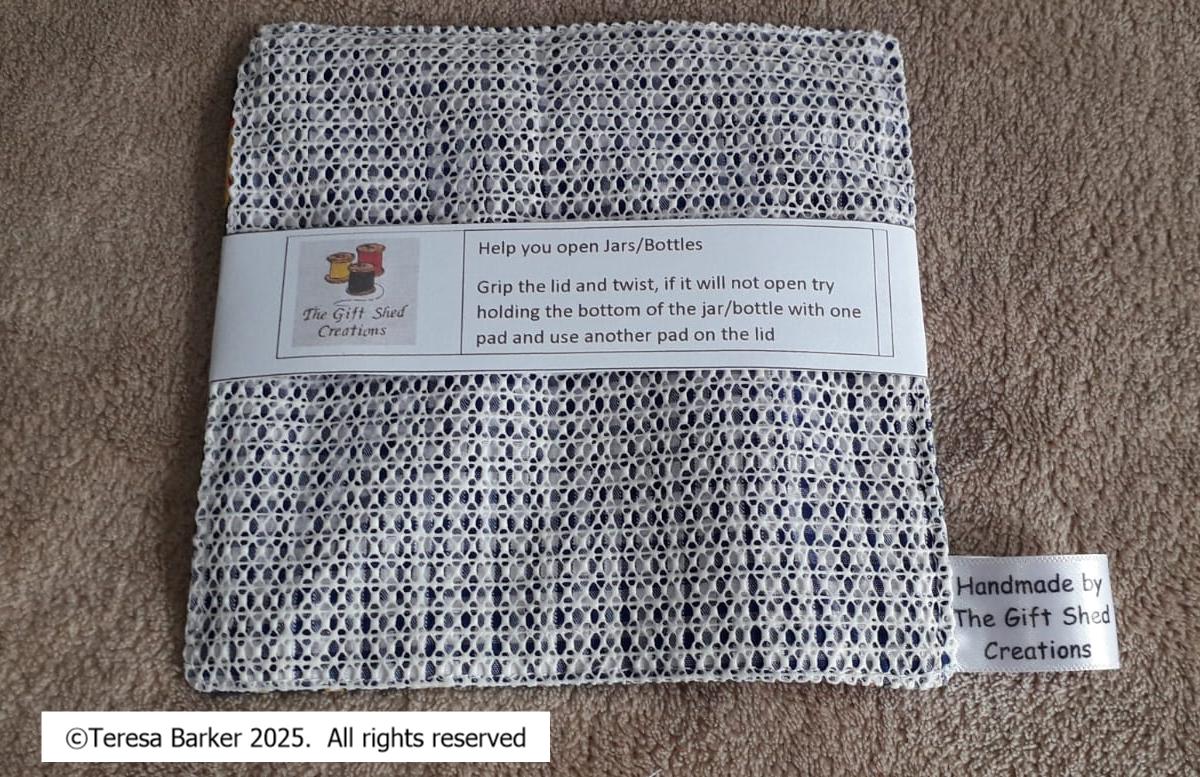 Help you open Jars/Bottles
Grip the lid and twist, if it will not open try
holding the bottom of the jar/bottle with one
pad and use another pad on the lid
The Gift Shed
Creations
Handmade by
The Gift Shed
Creations
©Teresa Barker 2025.  All rights reserved